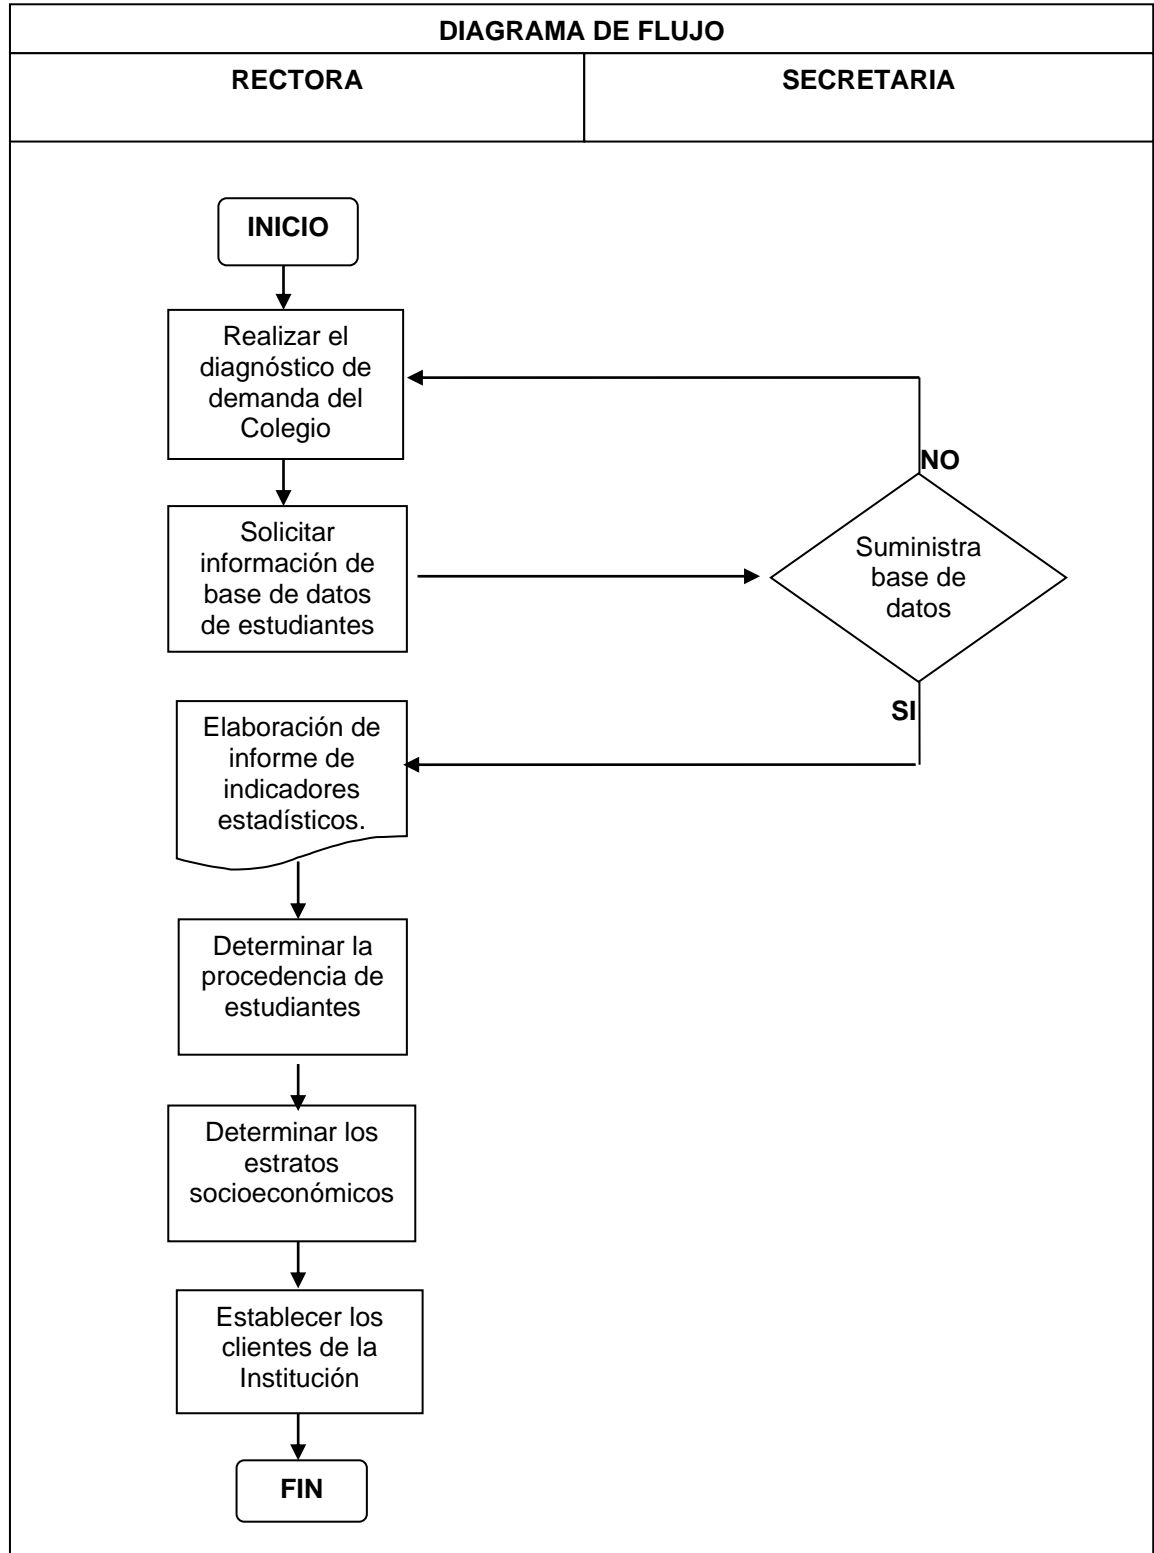 DIAGRAMA DE FLUJO
RECTORA
SECRETARIA
INICIO
Realizar el
diagnóstico de
demanda del
Colegio
NO
Solicitar
información de
base de datos
de estudiantes
Suministra
base de
datos
SI
Elaboración de
informe de
indicadores
estadísticos.
Determinar la
procedencia de
estudiantes
Determinar los
estratos
socioeconómicos
Establecer los
clientes de la
Institución
FIN